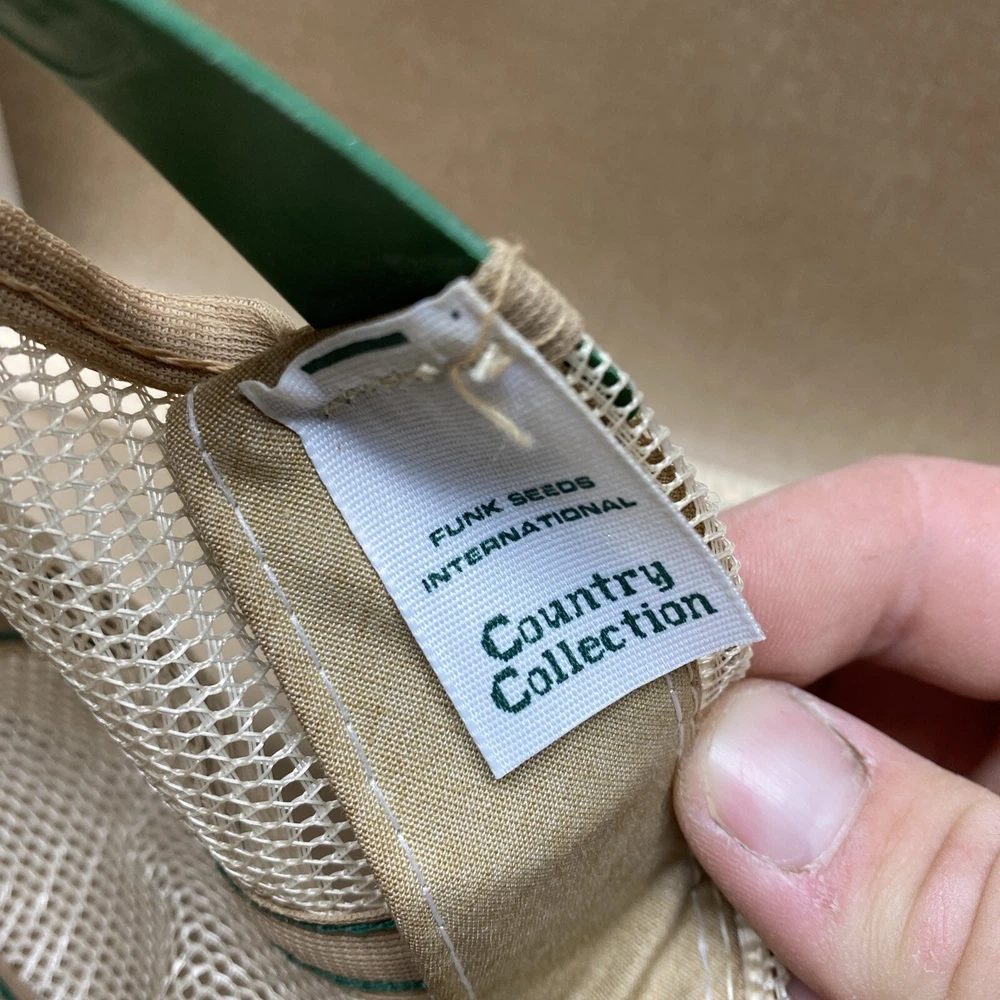 FUNK SEEDS
INTERNATIONAL
Country
Collection